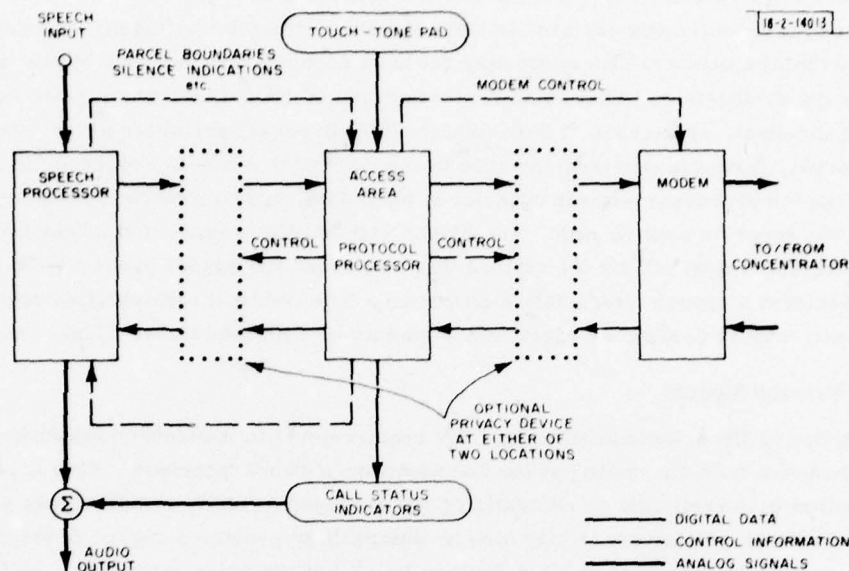 SPEECH
INPUT
TOUCH-TONE PAD
18-2-14013
PARCEL BOUNDARIES
SILENCE INDICATIONS
etc.
MODEM CONTROL
SPEECH
PROCESSOR
ACCESS
AREA
PROTOCOL
PROCESSOR
MODEM
CONTROL
CONTROL
TO/FROM
CONCENTRATOR
OPTIONAL
PRIVACY DEVICE
AT EITHER OF
TWO LOCATIONS
Σ
CALL STATUS
INDICATORS
AUDIO
OUTPUT
DIGITAL DATA
CONTROL INFORMATION
ANALOG SIGNALS